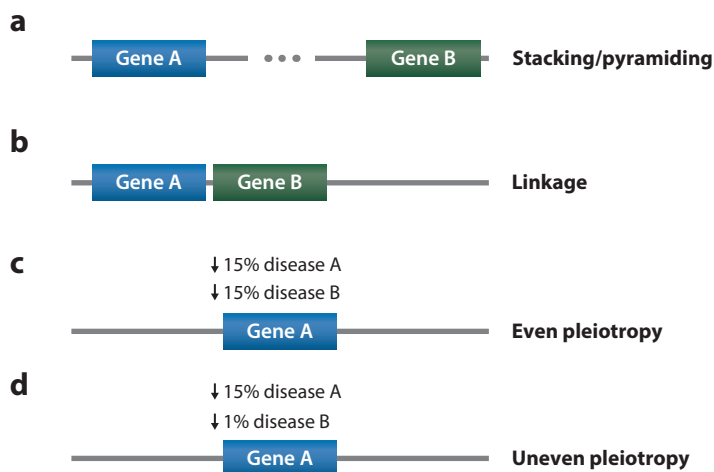 a
Gene A
Gene B
Stacking/pyramiding
b
Gene A
Gene B
Linkage
c
↓ 15% disease A
↓ 15% disease B
Gene A
Even pleiotropy
d
↓ 15% disease A
↓ 1% disease B
Gene A
Uneven pleiotropy